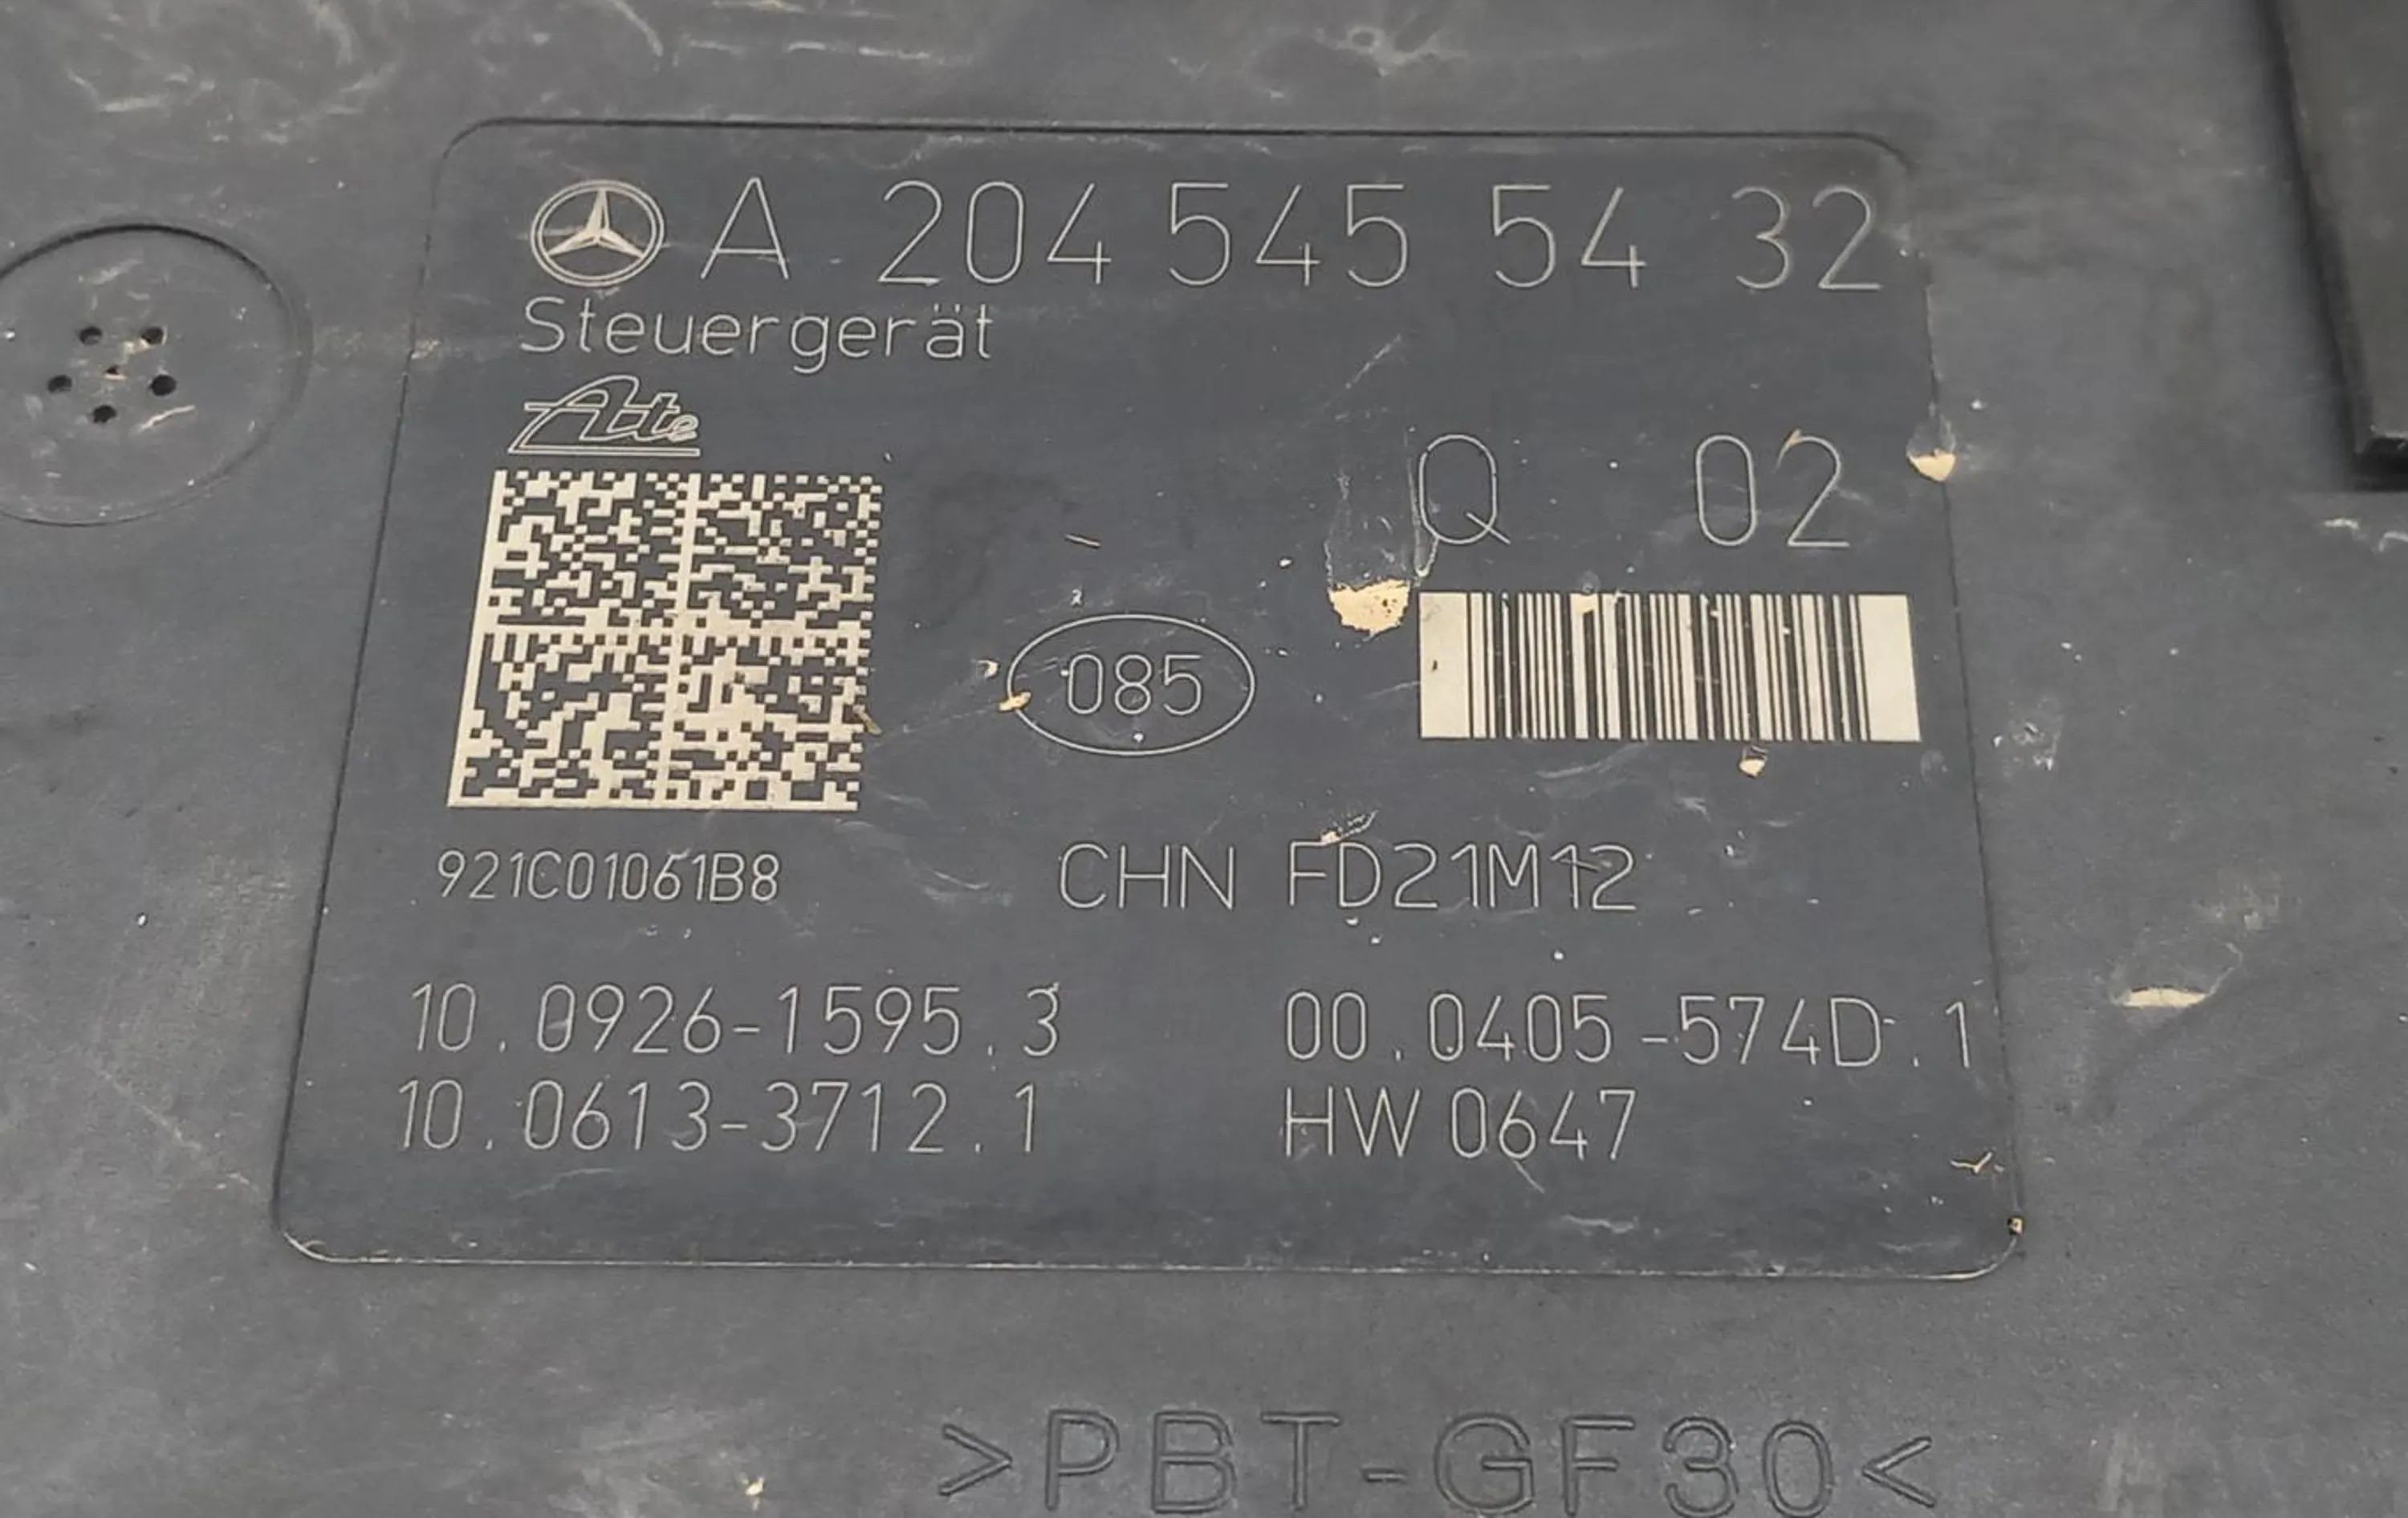 A 204 545 54 32
Steuergerät
Ate
Q 02
085
921C01061B8 CHN FD21M12
10.0926-1595.3 00.0405-574D.1
10.0613-3712.1 HW 0647
>PBT-GF30<